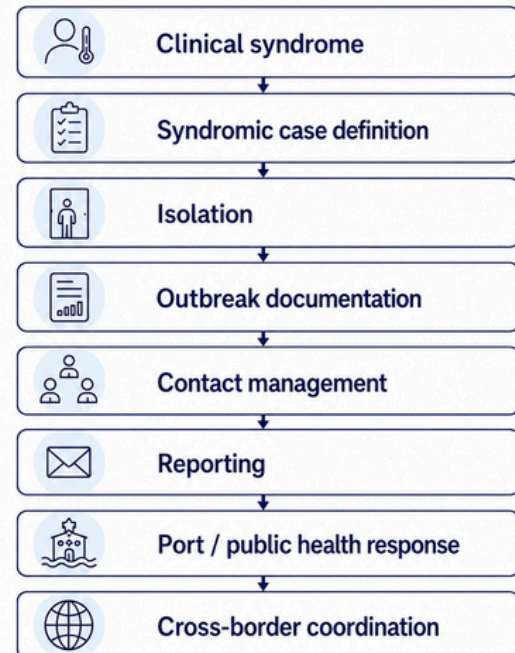 Clinical syndrome
Syndromic case definition
Isolation
Outbreak documentation
Contact management
Reporting
Port / public health response
Cross-border coordination